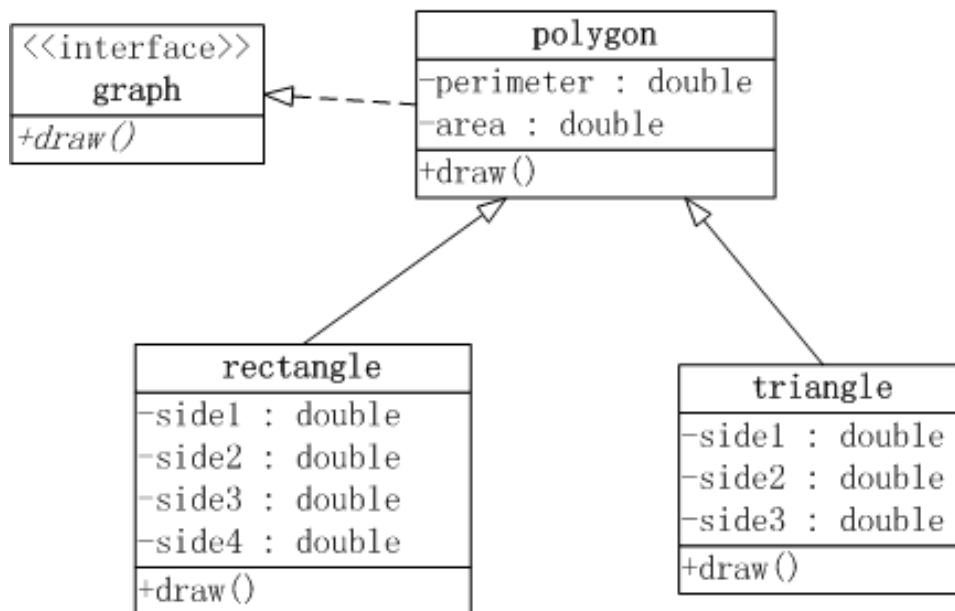 <<interface>>
graph
+draw()
polygon
-perimeter : double
-area : double
+draw()
rectangle
-side1 : double
-side2 : double
-side3 : double
-side4 : double
+draw()
triangle
-side1 : double
-side2 : double
-side3 : double
+draw()